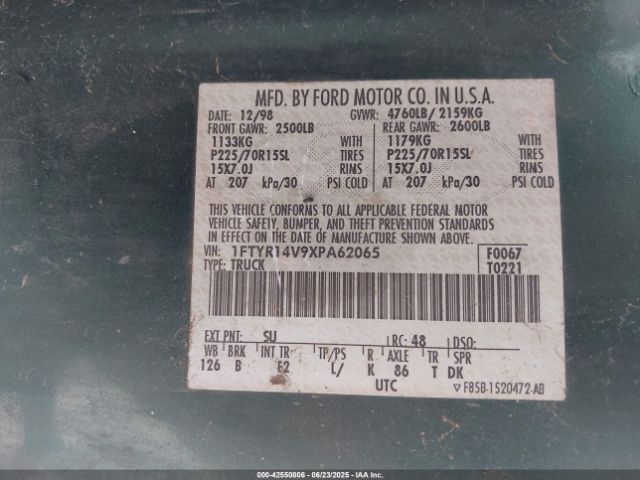 MFD. BY FORD MOTOR CO. IN U.S.A.
DATE: 12/98 GVWR: 4760LB/ 2159KG
FRONT GAWR: 2500LB REAR GAWR: 2600LB
1133KG WITH 1179KG WITH
P225/70R15SL TIRES P225/70R15SL TIRES
15X7.0J RIMS 15X7.0J RIMS
AT 207 kPa/30 PSI COLD AT 207 kPa/30 PSI COLD
THIS VEHICLE CONFORMS TO ALL APPLICABLE FEDERAL MOTOR
VEHICLE SAFETY, BUMPER, AND THEFT PREVENTION STANDARDS
IN EFFECT ON THE DATE OF MANUFACTURE SHOWN ABOVE.
VIN: 1FTYR14V9XPA62065 F0067
TYPE: TRUCK T0221
EXT PNT: SU RC: 48 DSO:
WB BRK INT TR TP/PS R AXLE TR SPR
126 B F2 L/ K 86 T DK
UTC F85B-1520472-AB
000-42550806 - 06/23/2025 - IAAI Inc.